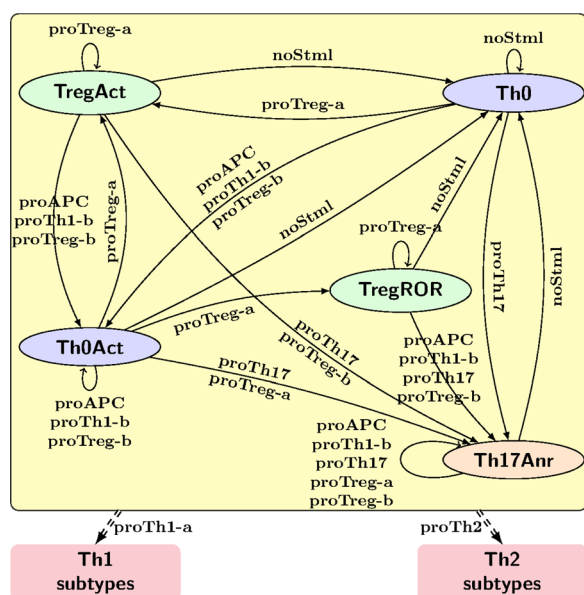 proTreg-a
noStml
noStml
TregAct
Th0
proTreg-a
proAPC
proTh1-b
proTreg-b
proAPC
proTh1-b
proTreg-b
proTreg-a
noStml
noStml
proTreg-a
proTh17
noStml
TregROR
proTreg-a
Th0Act
proTh17
proTreg-b
proAPC
proTh1-b
proTh17
proTreg-b
proTh17
proTreg-a
proAPC
proTh1-b
proTreg-b
proAPC
proTh1-b
proTh17
proTreg-a
proTreg-b
Th17Anr
proTh1-a
proTh2
Th1
subtypes
Th2
subtypes